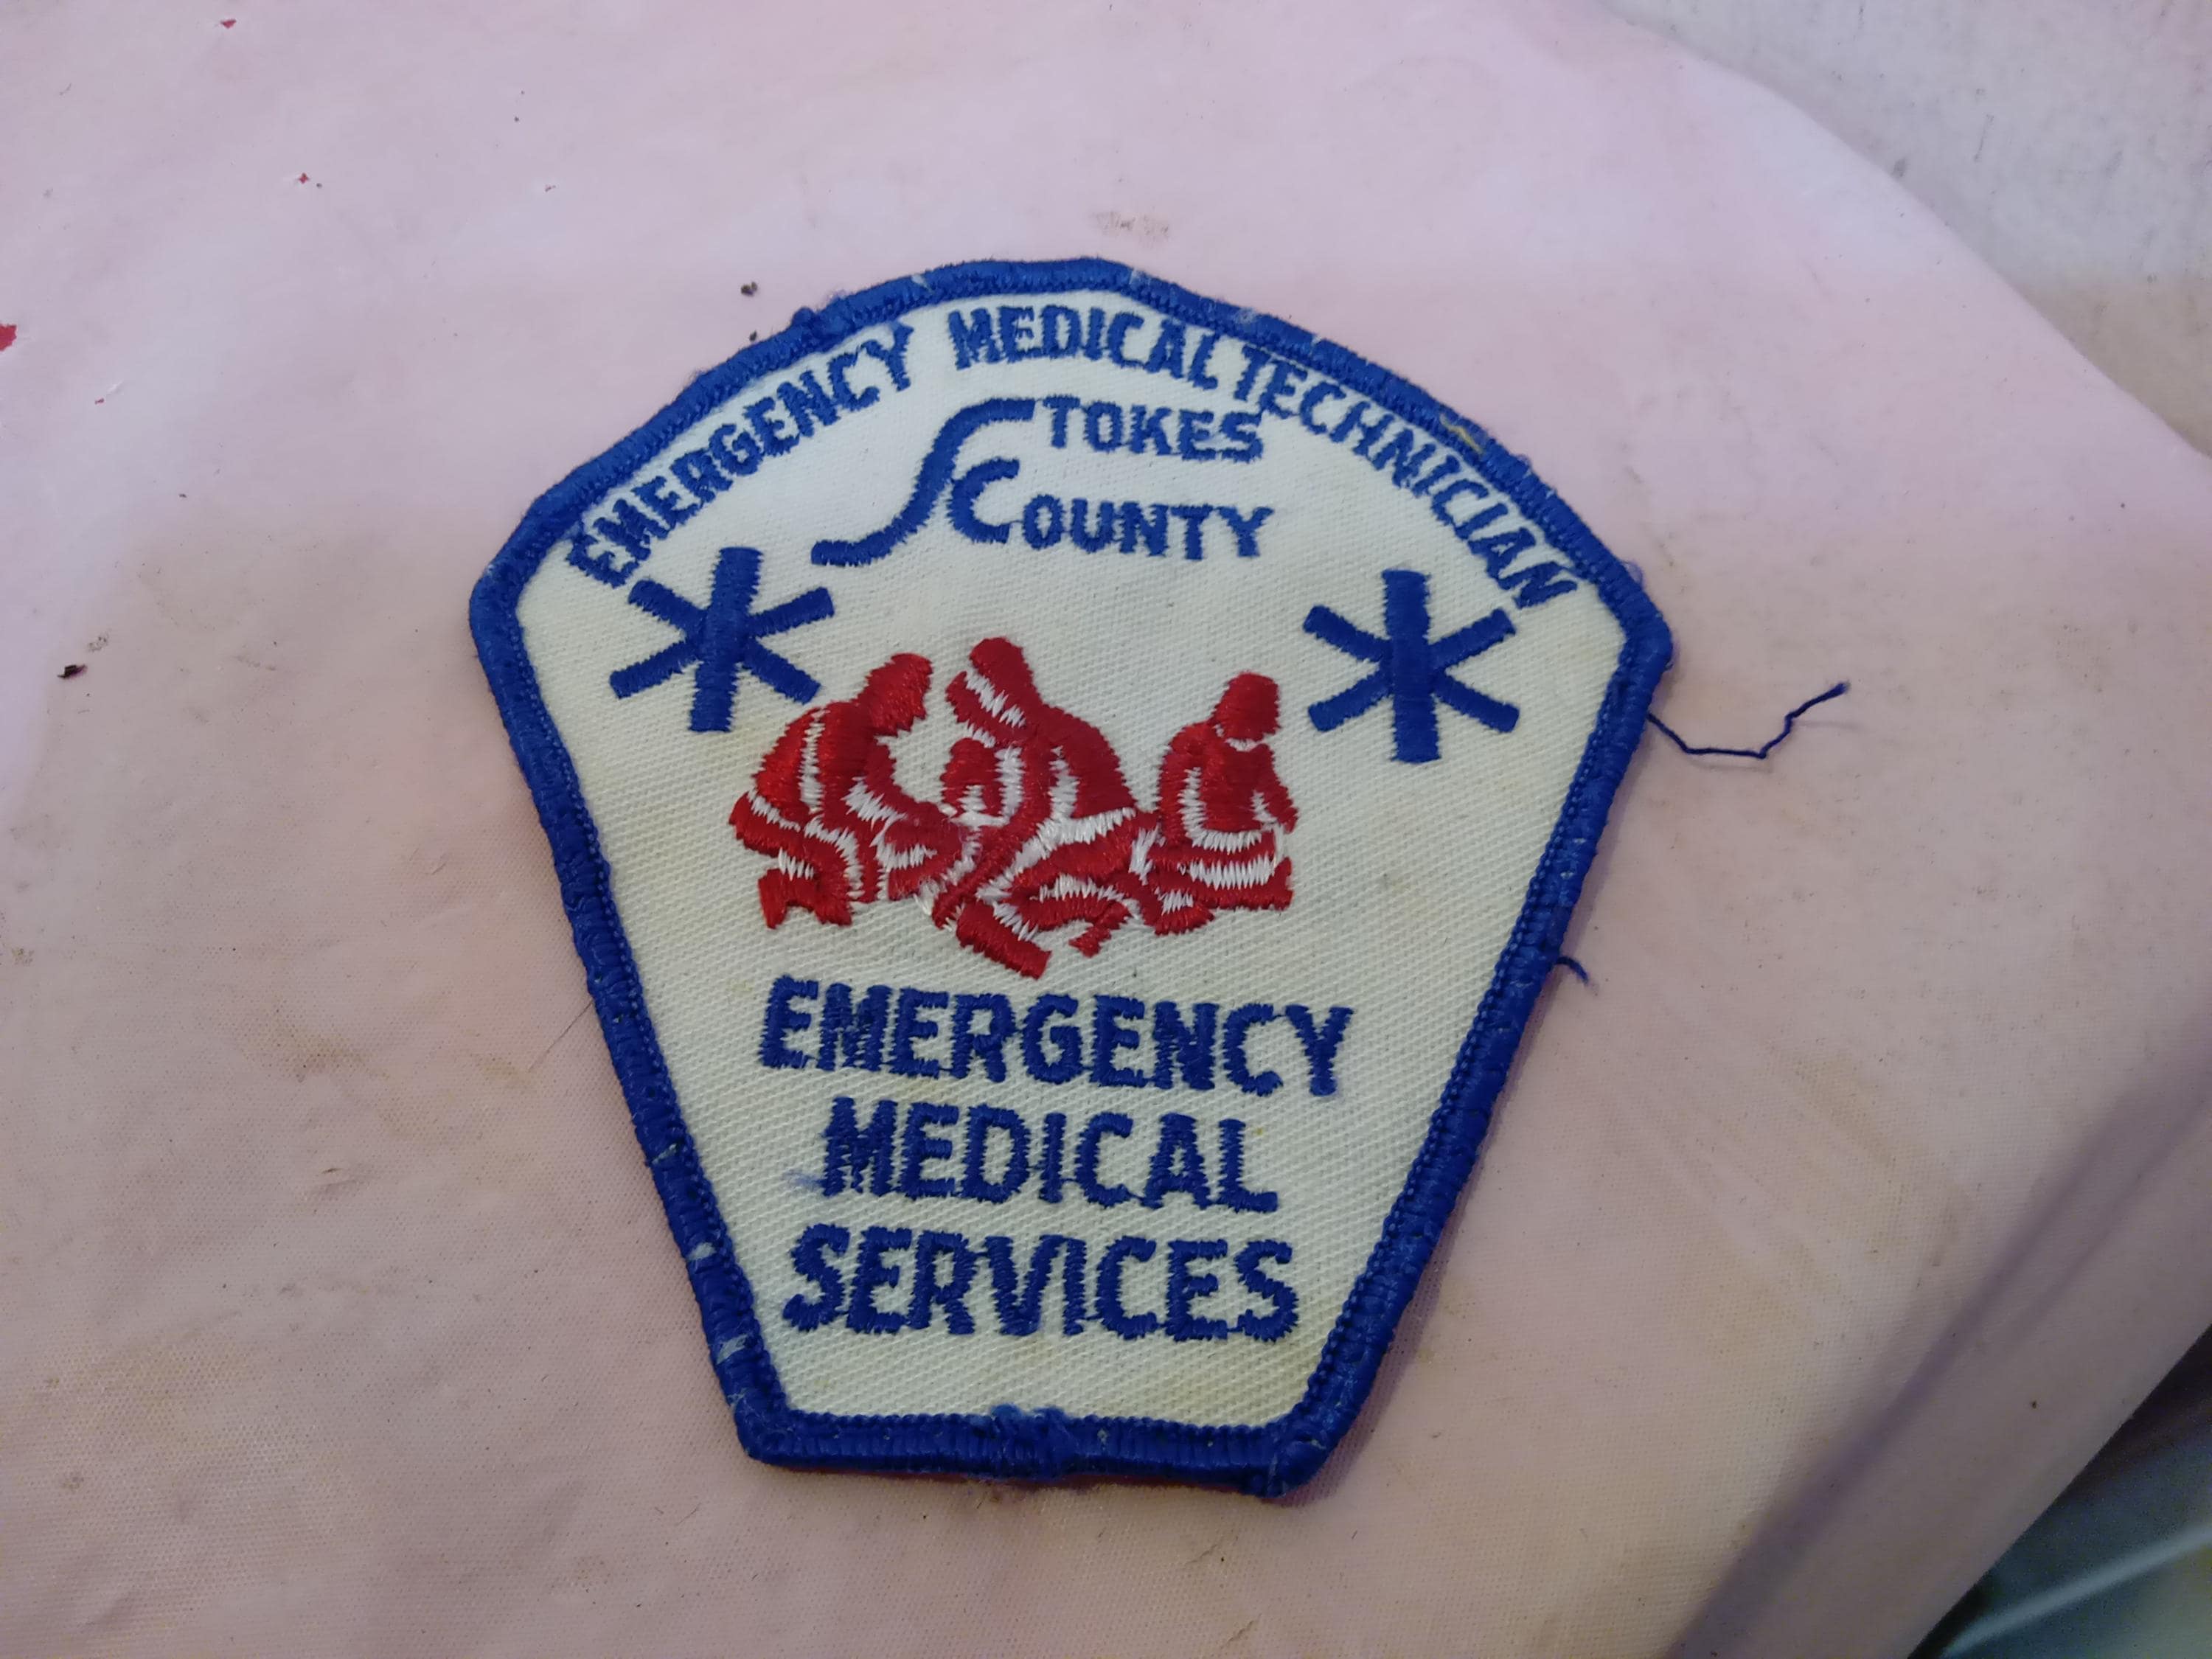 EMERGENCY MEDICAL TECHNICIAN
STOKES
COUNTY
EMERGENCY
MEDICAL
SERVICES